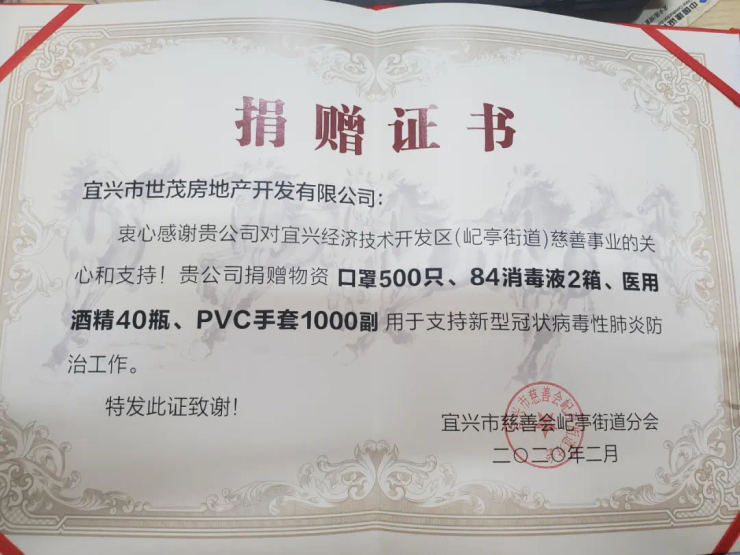 捐赠证书
宜兴市世茂房地产开发有限公司:
衷心感谢贵公司对宜兴经济技术开发区(屺亭街道)慈善事业的关
心和支持！贵公司捐赠物资 口罩500只、84消毒液2箱、医用
酒精40瓶、PVC手套1000副 用于支持新型冠状病毒性肺炎防
治工作。
特发此证致谢！
宜兴市慈善会屺亭街道分会
二〇二〇年二月